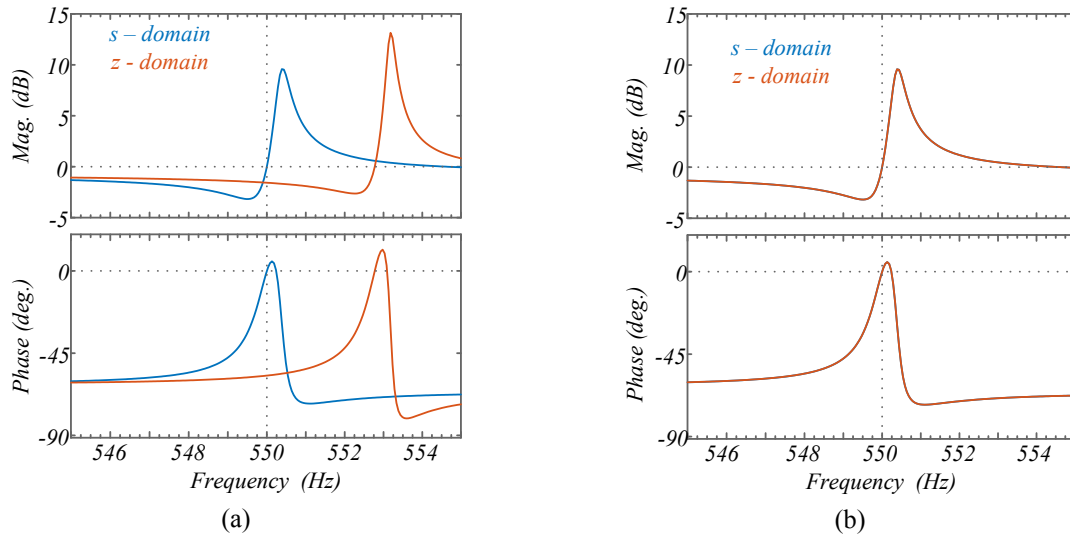 15
10
5
0
-5
Mag. (dB)
s – domain
z - domain
0
-45
-90
Phase (deg.)
546 548 550 552 554
Frequency (Hz)
(a)
15
10
5
0
-5
Mag. (dB)
s – domain
z - domain
0
-45
-90
Phase (deg.)
546 548 550 552 554
Frequency (Hz)
(b)